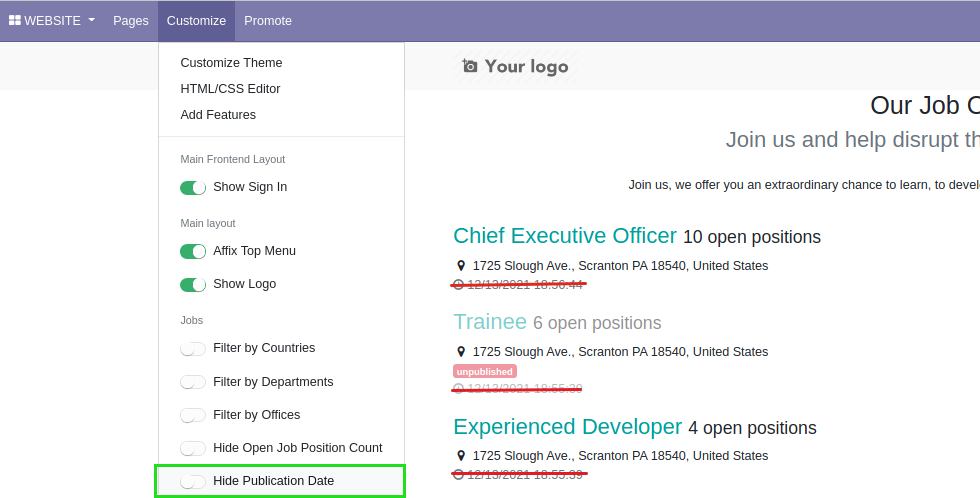 WEBSITE Pages Customize Promote
Customize Theme
HTML/CSS Editor
Add Features
Main Frontend Layout
Show Sign In
Main layout
Affix Top Menu
Show Logo
Jobs
Filter by Countries
Filter by Departments
Filter by Offices
Hide Open Job Position Count
Hide Publication Date
Your logo
Our Job O
Join us and help disrupt th
Join us, we offer you an extraordinary chance to learn, to devel
Chief Executive Officer 10 open positions
1725 Slough Ave., Scranton PA 18540, United States
12/13/2021 18:56:44
Trainee 6 open positions
1725 Slough Ave., Scranton PA 18540, United States
unpublished
12/13/2021 18:55:39
Experienced Developer 4 open positions
1725 Slough Ave., Scranton PA 18540, United States
12/13/2021 18:55:39